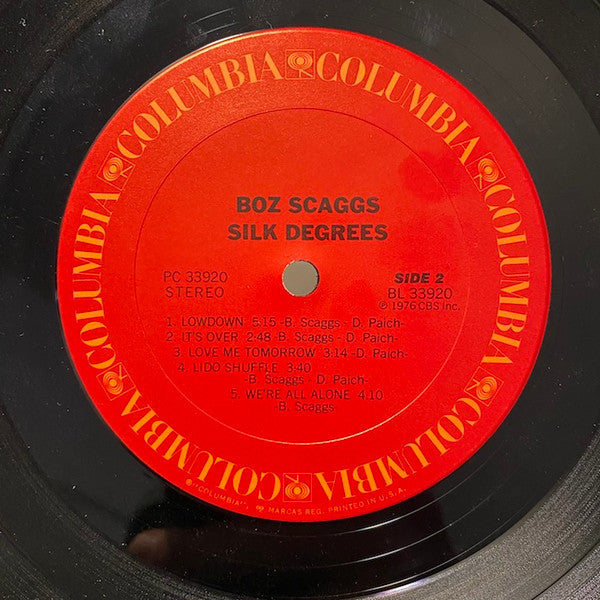 COLUMBIA COLUMBIA COLUMBIA COLUMBIA COLUMBIA COLUMBIA
BOZ SCAGGS
SILK DEGREES
PC 33920
STEREO
SIDE 2
BL 33920
Ⓟ 1976 CBS Inc.
1. LOWDOWN 5:15 -B. Scaggs - D. Paich-
2. IT'S OVER 2:48 -B. Scaggs - D. Paich-
3. LOVE ME TOMORROW 3:14 -D. Paich-
4. LIDO SHUFFLE 3:40
-B. Scaggs - D. Paich-
5. WE'RE ALL ALONE 4:10
-B. Scaggs-
® "COLUMBIA", MARCAS REG. PRINTED IN U.S.A.